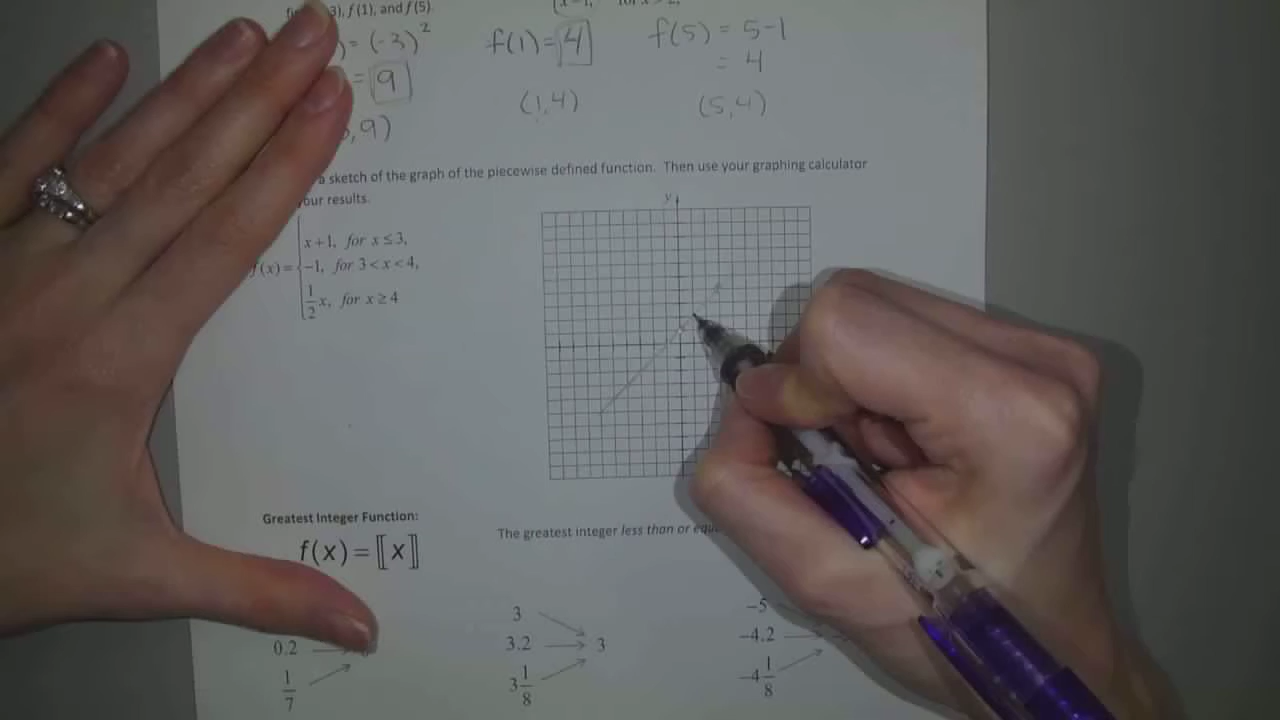 3), f(1), and f(5).
= (-3)²
f(1) = 4
f(5) = 5-1
= 9
= 4
(1,4)
(5,4)
, 9)
a sketch of the graph of the piecewise defined function. Then use your graphing calculator
your results.
y
f(x) = { x+1, for x ≤ 3,
-1, for 3 < x < 4,
1/2 x, for x ≥ 4
Greatest Integer Function:
f(x) = ⟦x⟧
The greatest integer less than or
0.2
1/7
3
3.2
3 1/8
3
-5
-4.2
-4 1/8